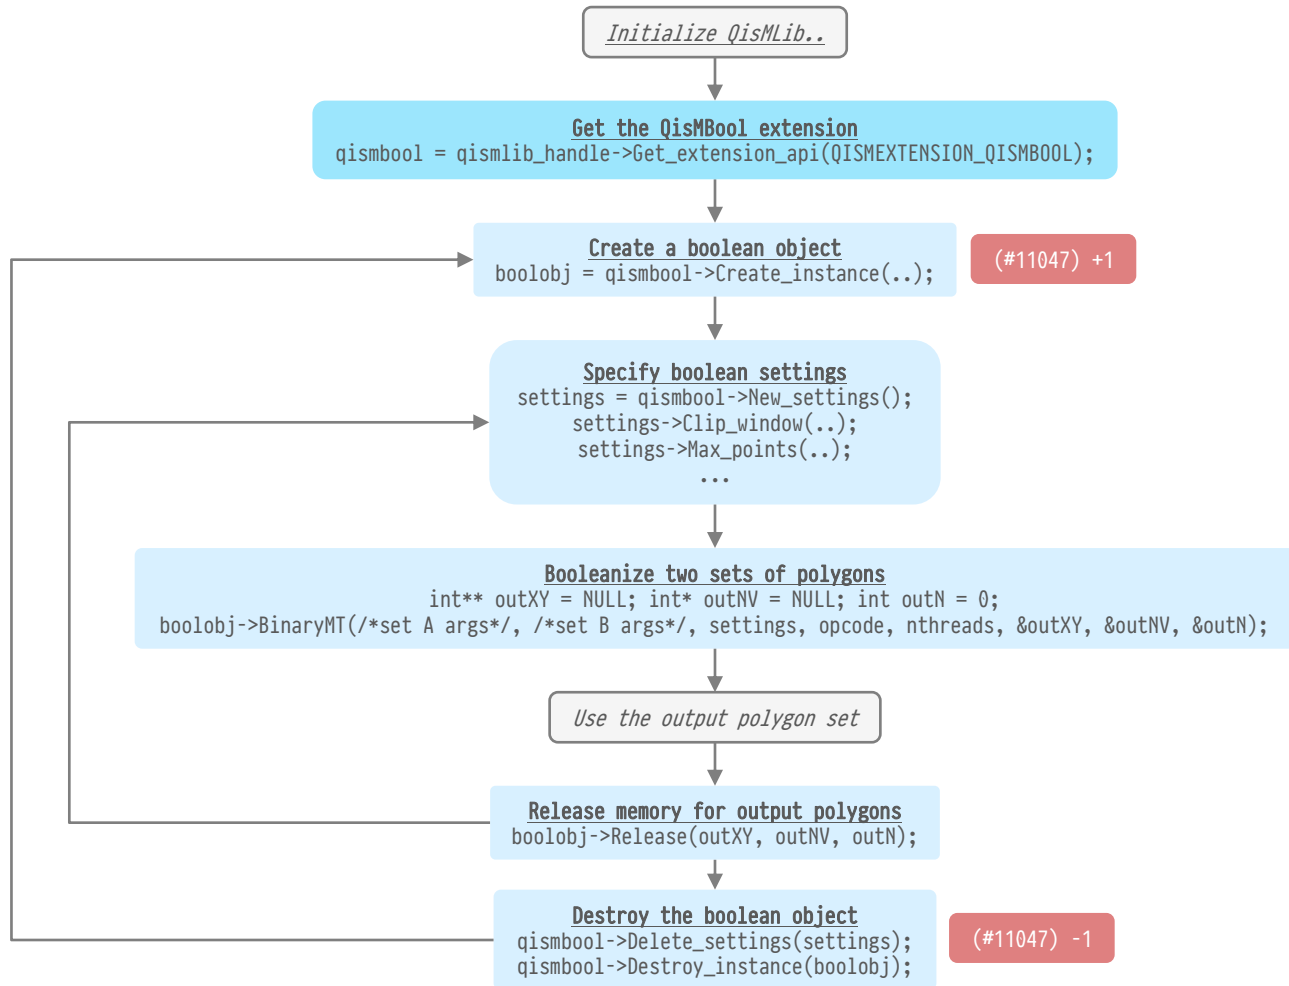 Initialize QisMLib..
Get the QisMBool extension
qismbool = qismlib_handle->Get_extension_api(QISMEXTENSION_QISMBOOL);
Create a boolean object
boolobj = qismbool->Create_instance(..);
(#11047) +1
Specify boolean settings
settings = qismbool->New_settings();
settings->Clip_window(..);
settings->Max_points(..);
...
Booleanize two sets of polygons
int** outXY = NULL; int* outNV = NULL; int outN = 0;
boolobj->BinaryMT(/*set A args*/, /*set B args*/, settings, opcode, nthreads, &outXY, &outNV, &outN);
Use the output polygon set
Release memory for output polygons
boolobj->Release(outXY, outNV, outN);
Destroy the boolean object
qismbool->Delete_settings(settings);
qismbool->Destroy_instance(boolobj);
(#11047) -1